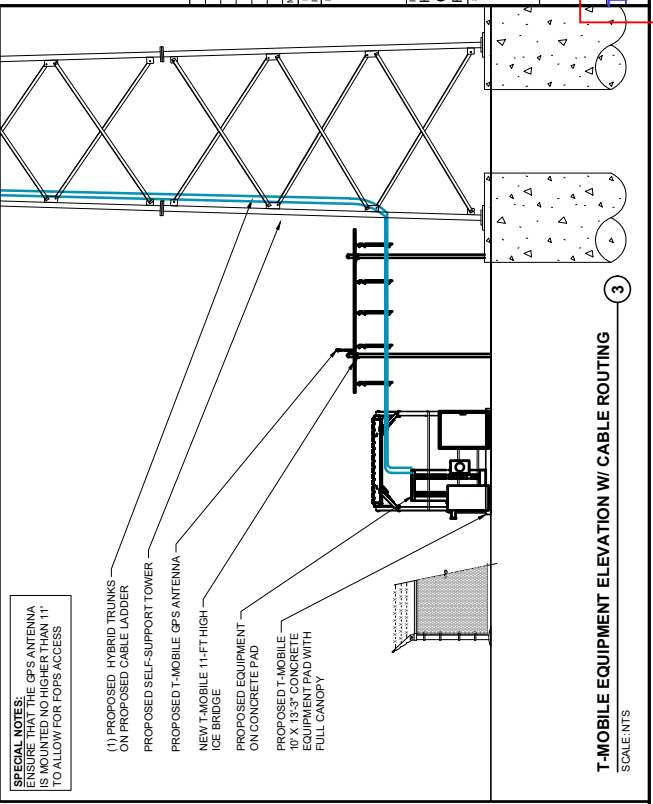 SPECIAL NOTES:
ENSURE THAT THE GPS ANTENNA
IS MOUNTED NO HIGHER THAN 11'
TO ALLOW FOR FOPS ACCESS
(1) PROPOSED HYBRID TRUNKS
ON PROPOSED CABLE LADDER
PROPOSED SELF-SUPPORT TOWER
PROPOSED T-MOBILE GPS ANTENNA
NEW T-MOBILE 11-FT HIGH
ICE BRIDGE
PROPOSED EQUIPMENT
ON CONCRETE PAD
PROPOSED T-MOBILE
10' X 13'-3" CONCRETE
EQUIPMENT PAD WITH
FULL CANOPY
T-MOBILE EQUIPMENT ELEVATION W/ CABLE ROUTING
3
SCALE: NTS